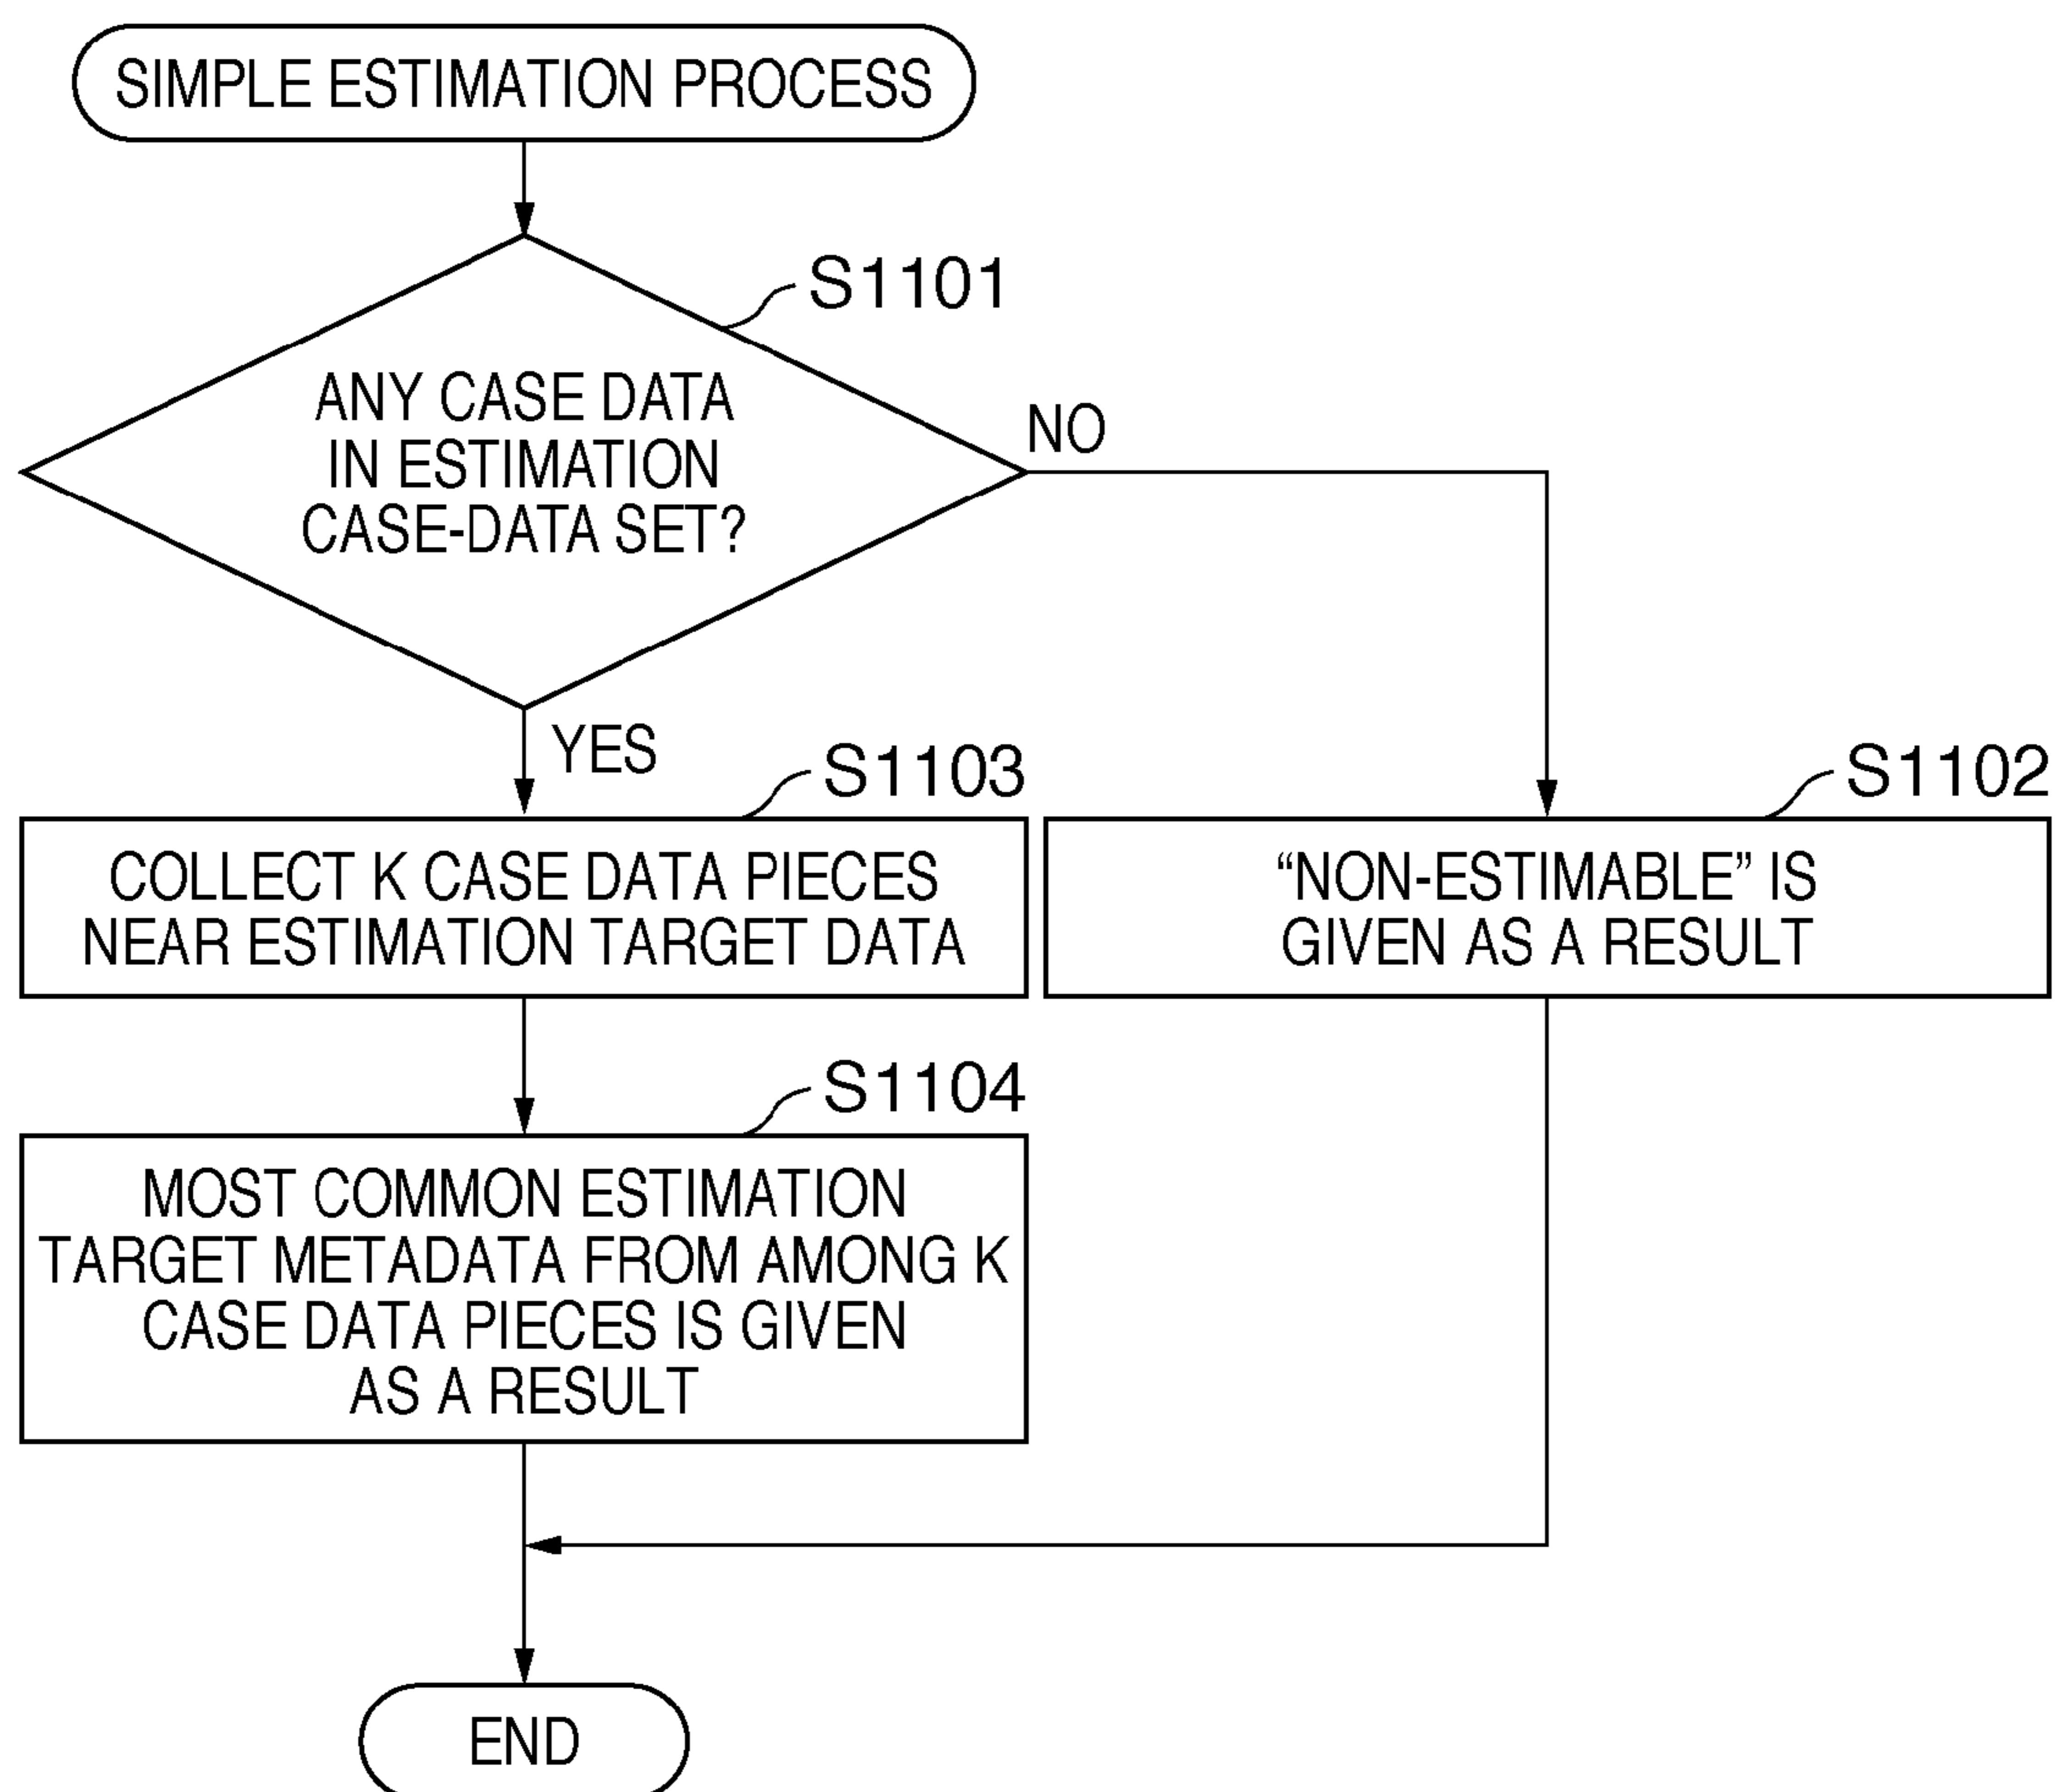 SIMPLE ESTIMATION PROCESS
S1101
ANY CASE DATA
IN ESTIMATION
CASE-DATA SET?
NO
YES
S1103
COLLECT K CASE DATA PIECES
NEAR ESTIMATION TARGET DATA
S1102
“NON-ESTIMABLE” IS
GIVEN AS A RESULT
S1104
MOST COMMON ESTIMATION
TARGET METADATA FROM AMONG K
CASE DATA PIECES IS GIVEN
AS A RESULT
END